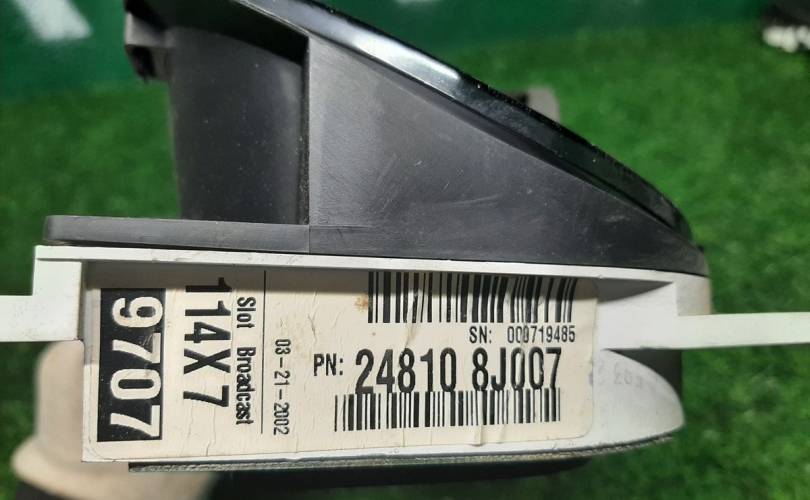 9707
114X7
Slot Broadcast
03-21-2002
SN: 000719485
PN: 24810 8J007